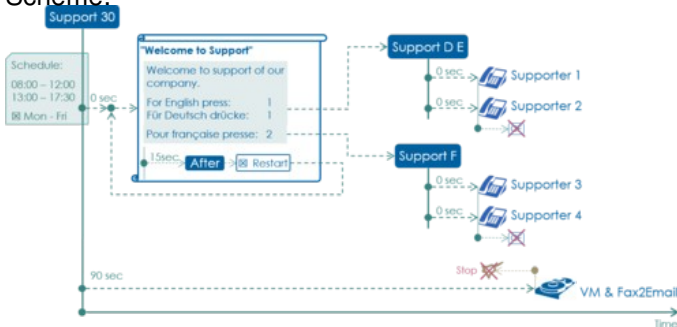 Scheme:
Support 30
Schedule:
08:00 – 12:00
13:00 – 17:30
☒ Mon - Fri
0 sec
"Welcome to Support"
Welcome to support of our
company.
For English press: 1
Für Deutsch drücke: 1
Pour française presse: 2
15sec
After
☒ Restart
Support D E
0 sec
Supporter 1
0 sec
Supporter 2
Support F
0 sec
Supporter 3
0 sec
Supporter 4
90 sec
Stop
VM & Fax2Email
Time